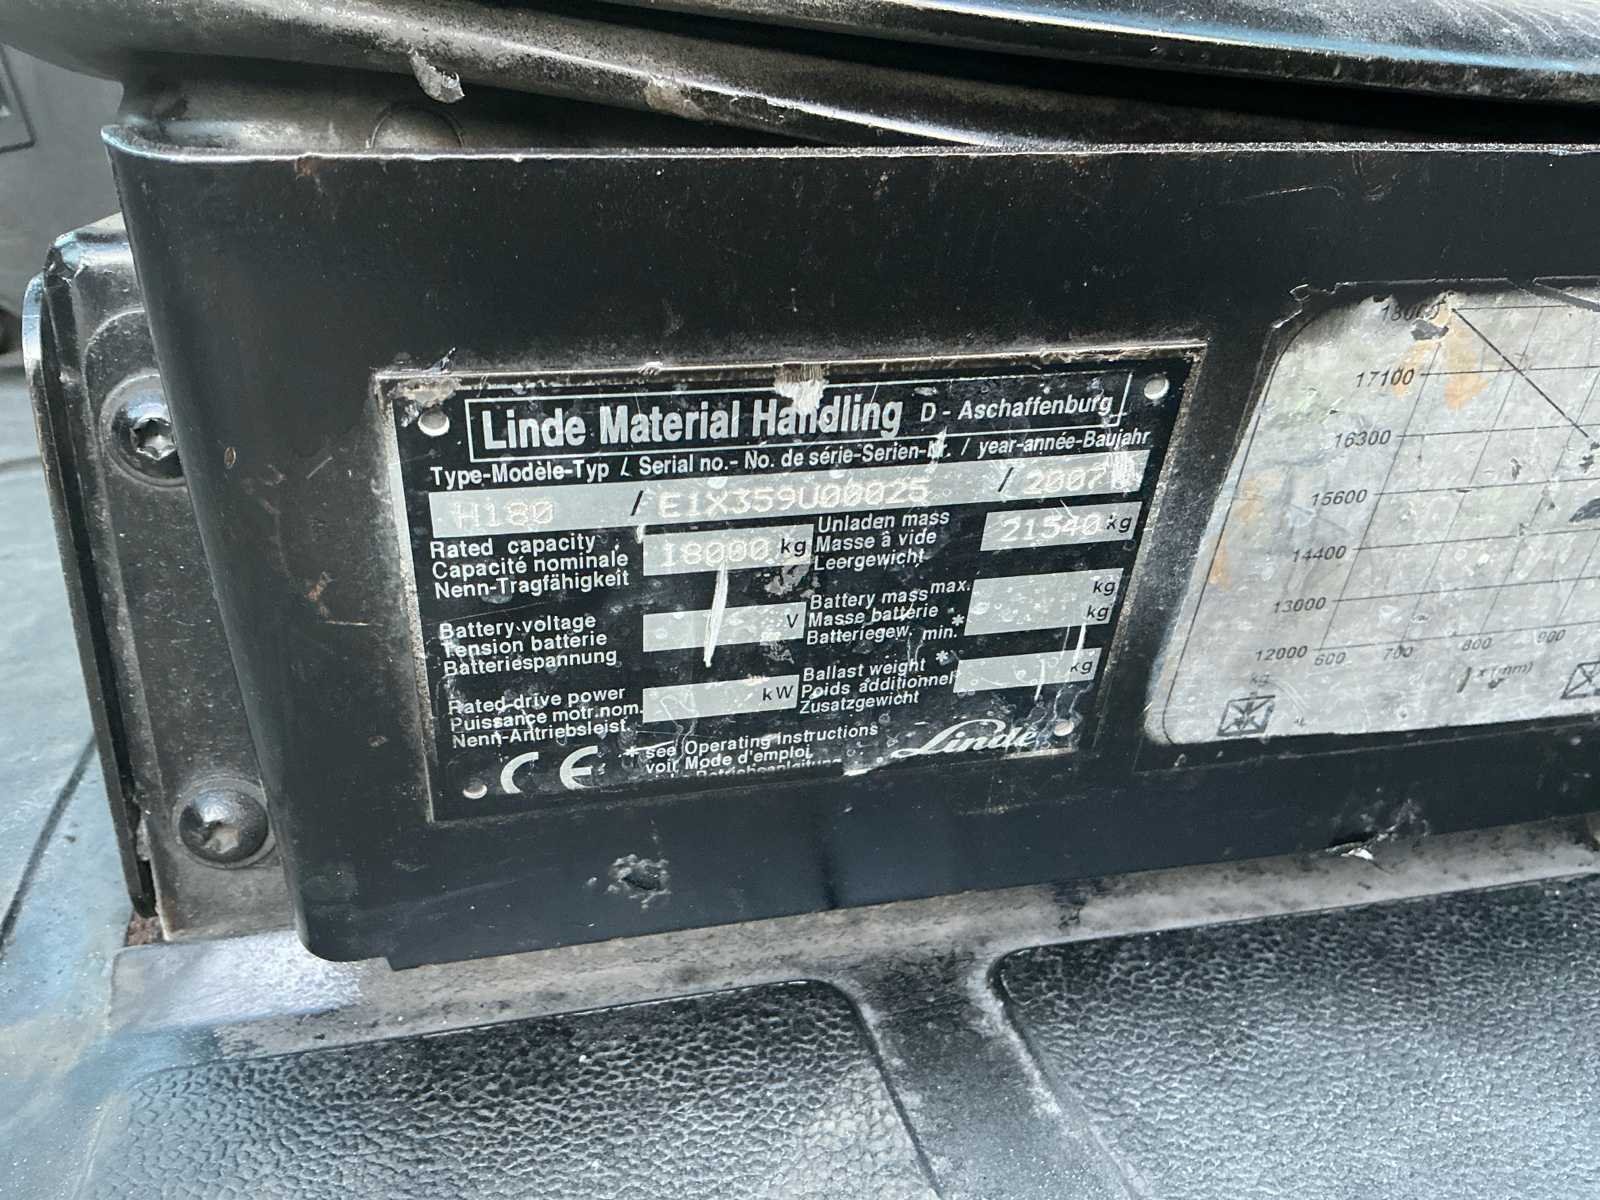 Linde Material Handling D - Aschaffenburg
Type-Modèle-Typ / Serial no.- No. de série-Serien-Nr. / year-année-Baujahr
H180 / E1X359U00025 / 2007
Rated capacity
Capacité nominale
Nenn-Tragfähigkeit
18000 kg
Unladen mass
Masse à vide
Leergewicht
21540 kg
Battery voltage
Tension batterie
Batteriespannung
V
Battery mass max. kg
Masse batterie * kg
Batteriegew. min.
Rated drive power
Puissance motr.nom.
Nenn-Antriebsleist.
kW
Ballast weight *
Poids additionnel
Zusatzgewicht
kg
CE
* see Operating instructions
voir Mode d'emploi
Linde
18000
17100
16300
15600
14400
13000
12000
600 700 800 900
x (mm)
kg